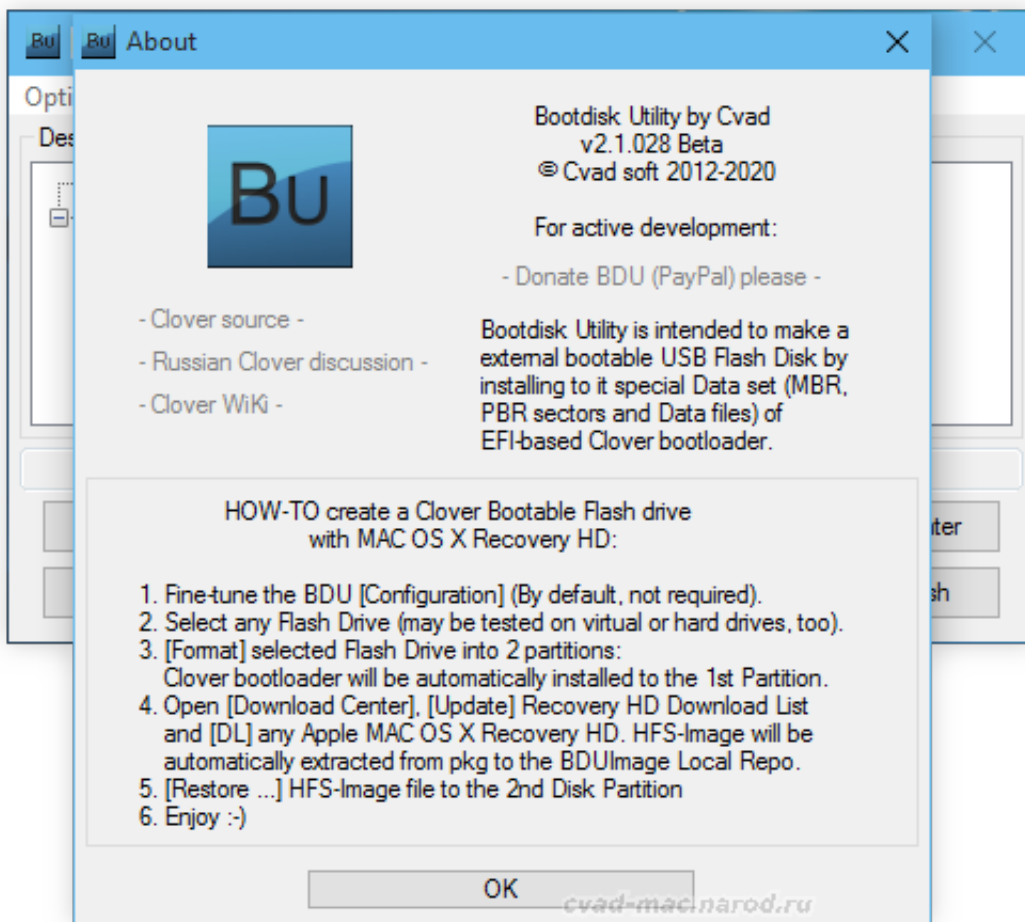 Bu
Bu About
Opti
Des
Bu
Bootdisk Utility by Cvad
v2.1.028 Beta
© Cvad soft 2012-2020
For active development:
- Donate BDU (PayPal) please -
- Clover source -
- Russian Clover discussion -
- Clover WiKi -
Bootdisk Utility is intended to make a
external bootable USB Flash Disk by
installing to it special Data set (MBR,
PBR sectors and Data files) of
EFI-based Clover bootloader.
HOW-TO create a Clover Bootable Flash drive
with MAC OS X Recovery HD:
1. Fine-tune the BDU [Configuration] (By default, not required).
2. Select any Flash Drive (may be tested on virtual or hard drives, too).
3. [Format] selected Flash Drive into 2 partitions:
Clover bootloader will be automatically installed to the 1st Partition.
4. Open [Download Center], [Update] Recovery HD Download List
and [DL] any Apple MAC OS X Recovery HD. HFS-Image will be
automatically extracted from pkg to the BDUImage Local Repo.
5. [Restore ...] HFS-Image file to the 2nd Disk Partition
6. Enjoy :-)
nter
sh
OK
cvad-mac.narod.ru